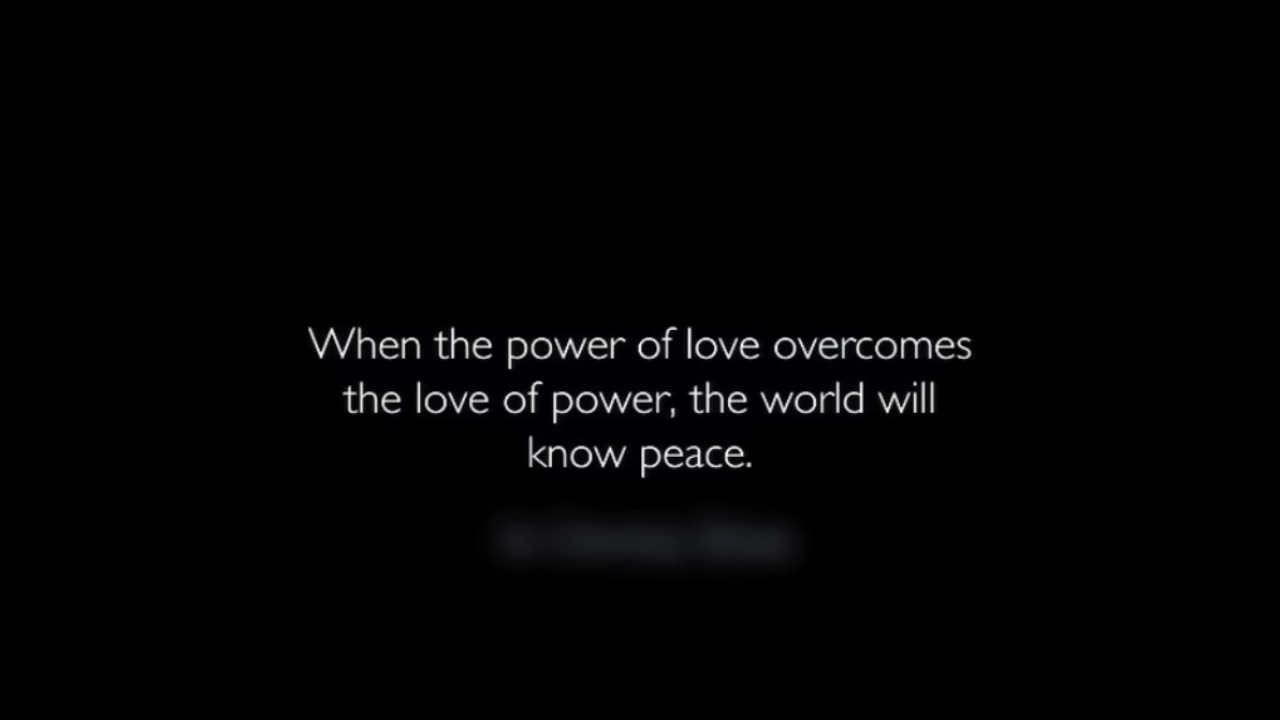 When the power of love overcomes
the love of power, the world will
know peace.